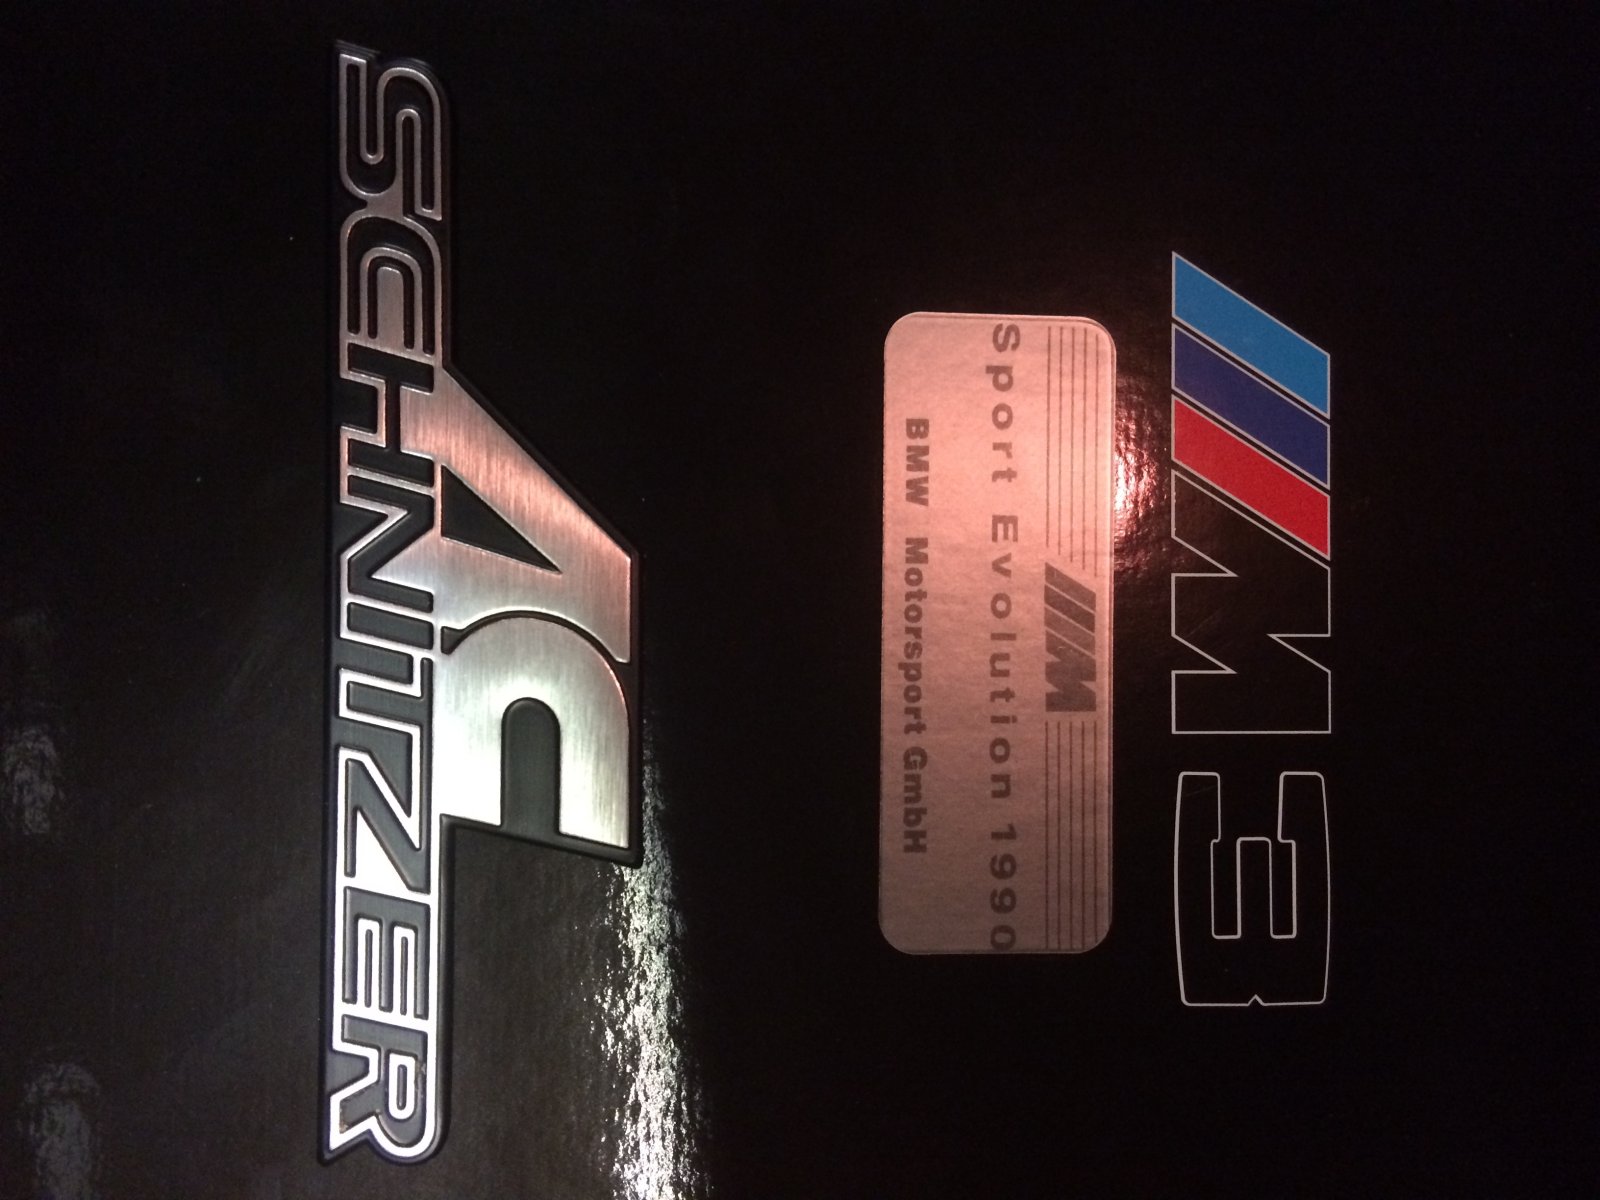 M3
M
Sport Evolution 1990
BMW Motorsport GmbH
AC
SCHNITZER